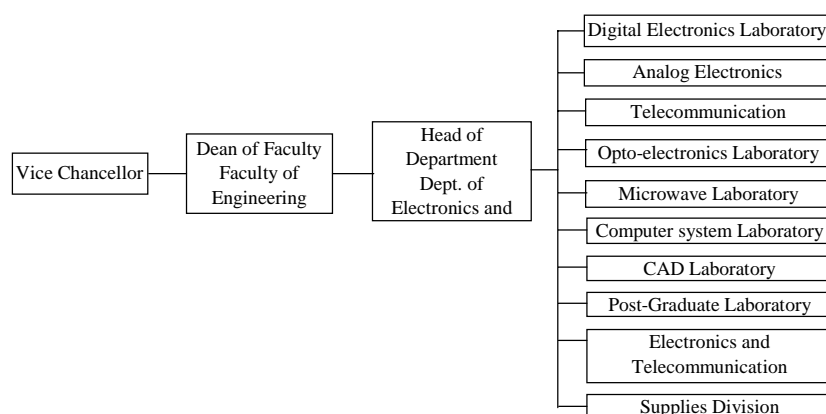 Vice Chancellor
Dean of Faculty
Faculty of
Engineering
Head of
Department
Dept. of
Electronics and
Digital Electronics Laboratory
Analog Electronics
Telecommunication
Opto-electronics Laboratory
Microwave Laboratory
Computer system Laboratory
CAD Laboratory
Post-Graduate Laboratory
Electronics and
Telecommunication
Supplies Division